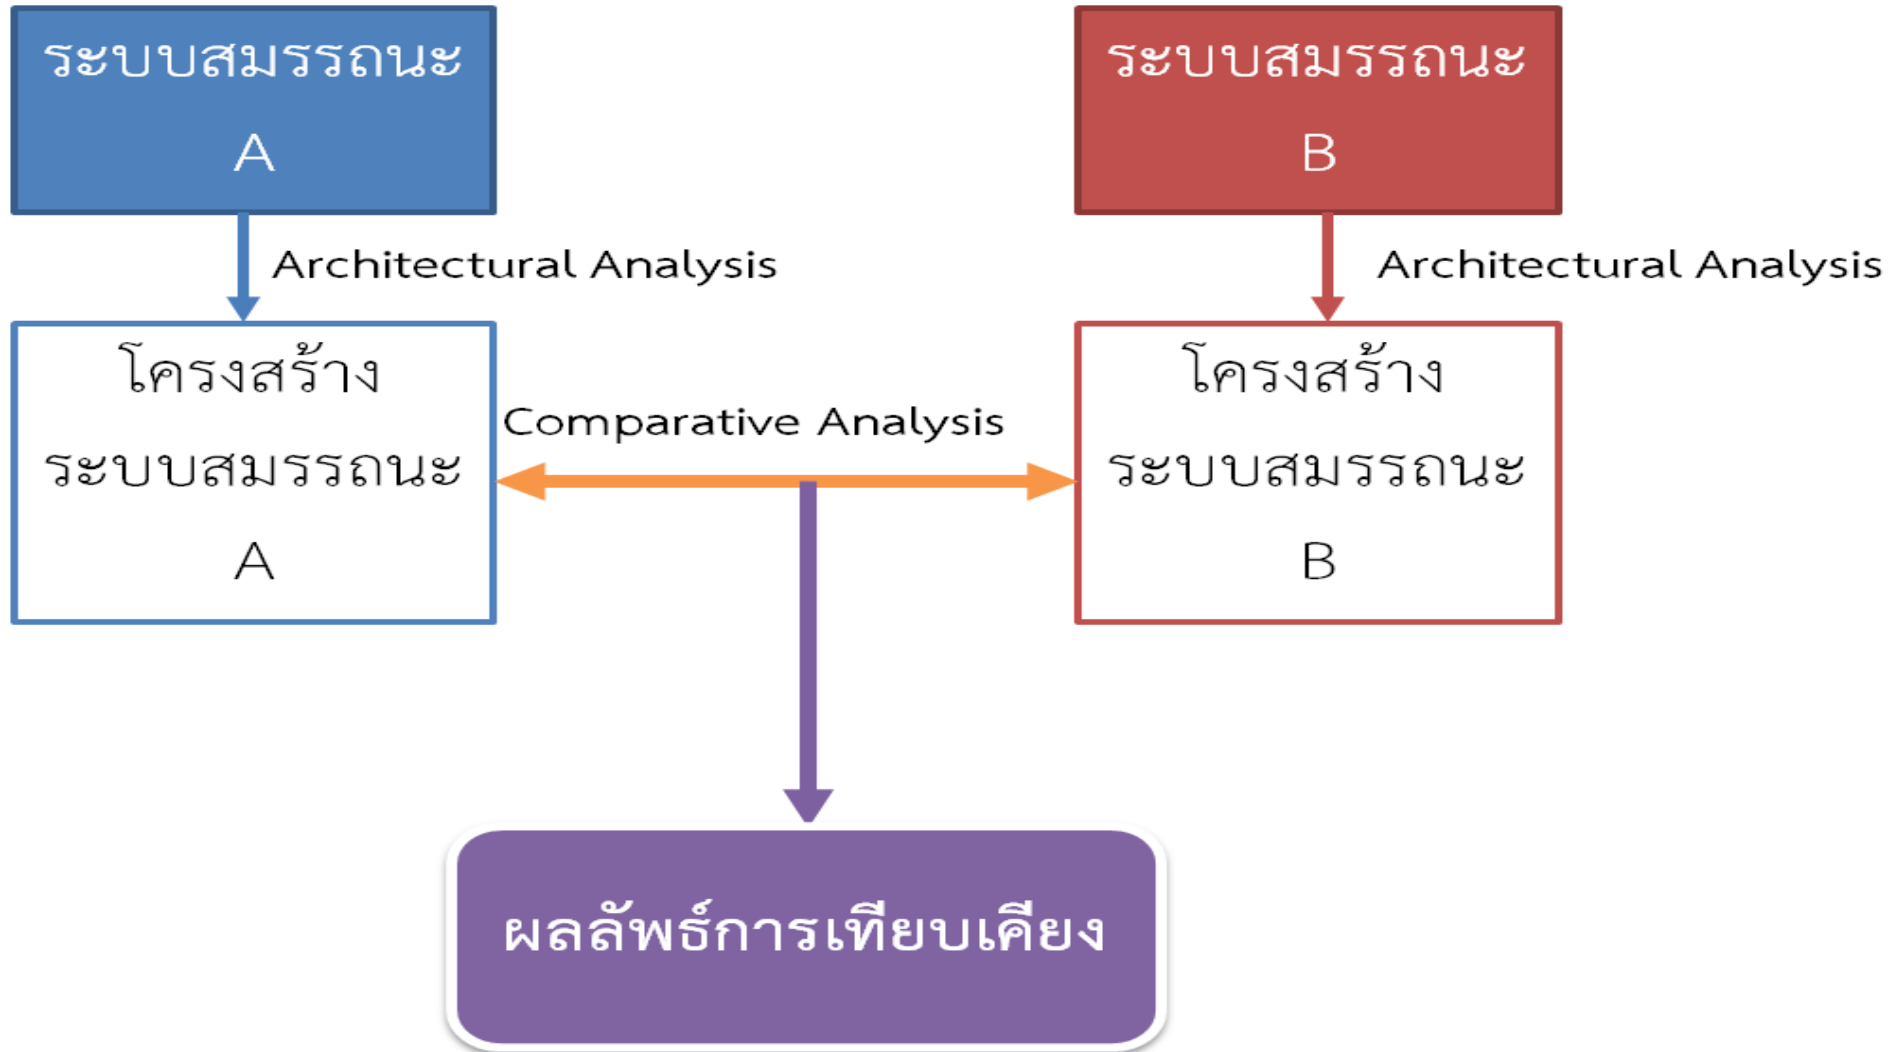 ระบบสมรรถนะ
A
ระบบสมรรถนะ
B
Architectural Analysis
Architectural Analysis
โครงสร้าง
ระบบสมรรถนะ
A
Comparative Analysis
โครงสร้าง
ระบบสมรรถนะ
B
ผลลัพธ์การเทียบเคียง